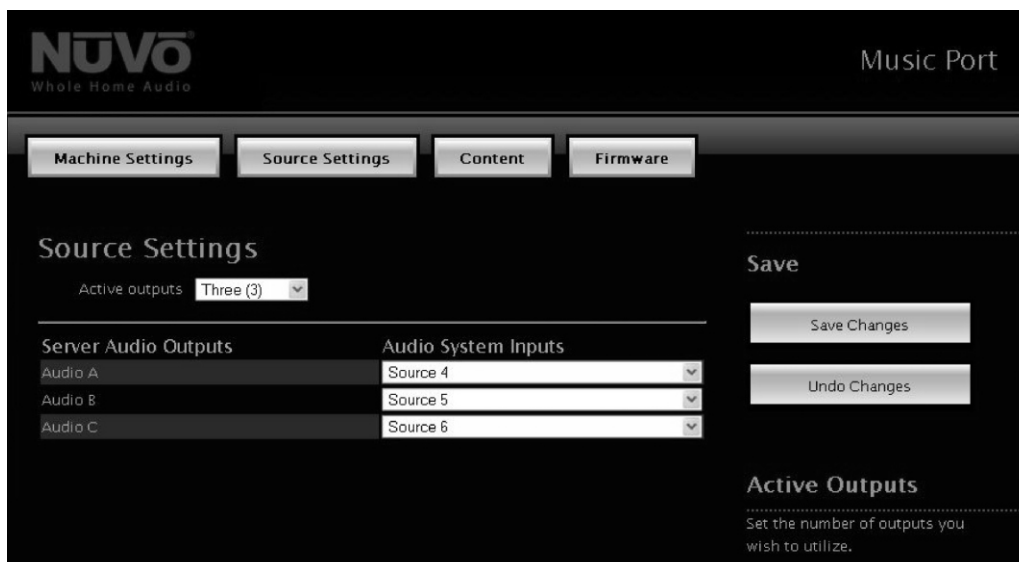 NŪVŌ®
Whole Home Audio
Music Port
Machine Settings
Source Settings
Content
Firmware
Source Settings
Active outputs Three (3)
Server Audio Outputs Audio System Inputs
Audio A Source 4
Audio B Source 5
Audio C Source 6
Save
Save Changes
Undo Changes
Active Outputs
Set the number of outputs you
wish to utilize.